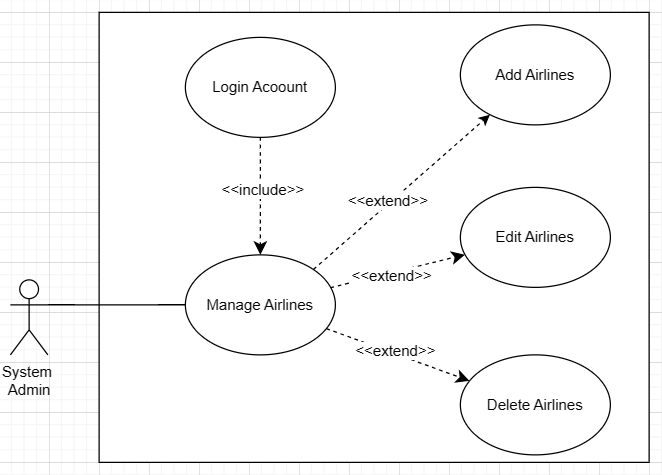 Login Acoount
Add Airlines
<<include>>
<<extend>>
Edit Airlines
<<extend>>
Manage Airlines
<<extend>>
System
Admin
Delete Airlines